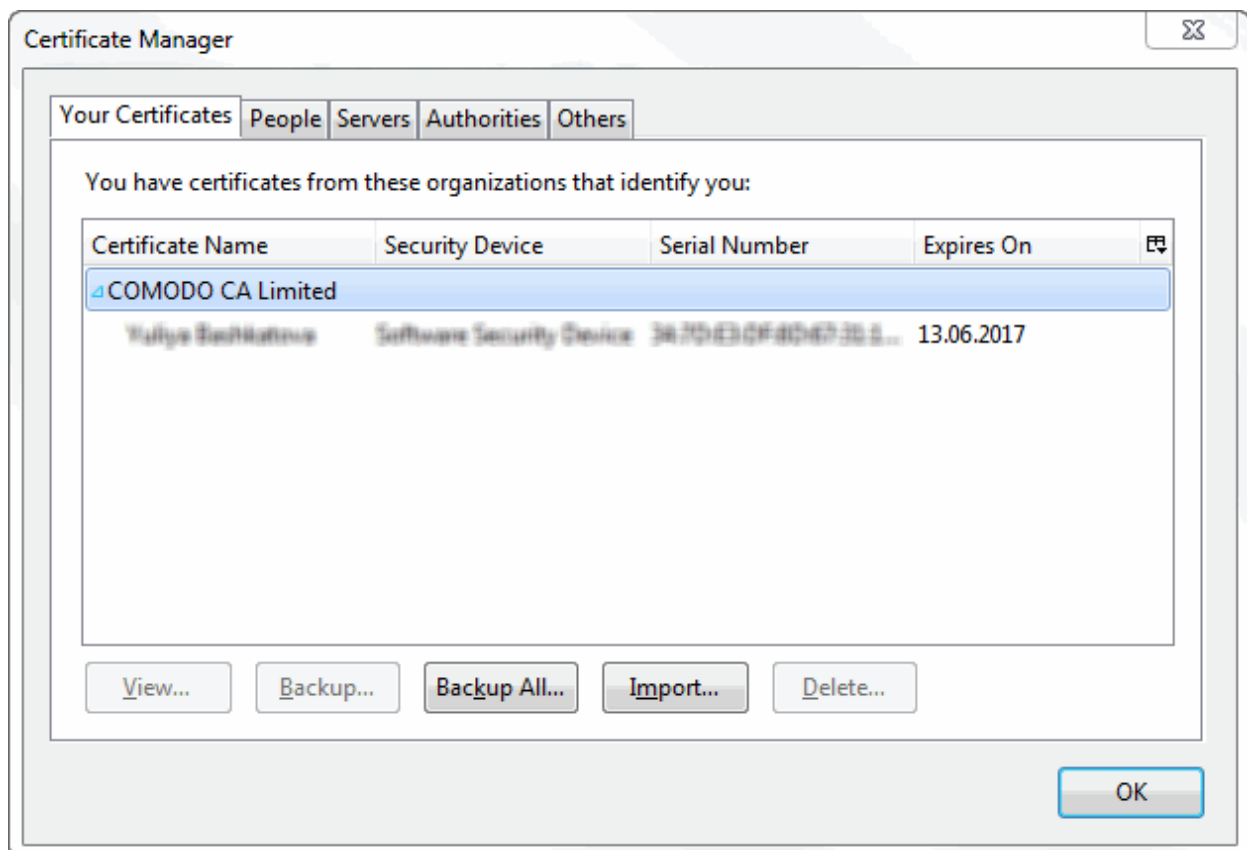 Certificate Manager
Your Certificates People Servers Authorities Others
You have certificates from these organizations that identify you:
Certificate Name Security Device Serial Number Expires On
COMODO CA Limited
13.06.2017
View... Backup... Backup All... Import... Delete...
OK